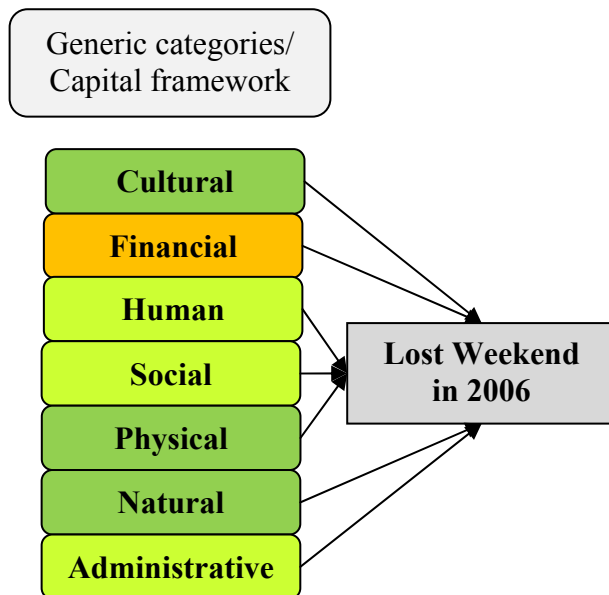 Generic categories/
Capital framework
Cultural
Financial
Human
Social
Physical
Natural
Administrative
Lost Weekend
in 2006